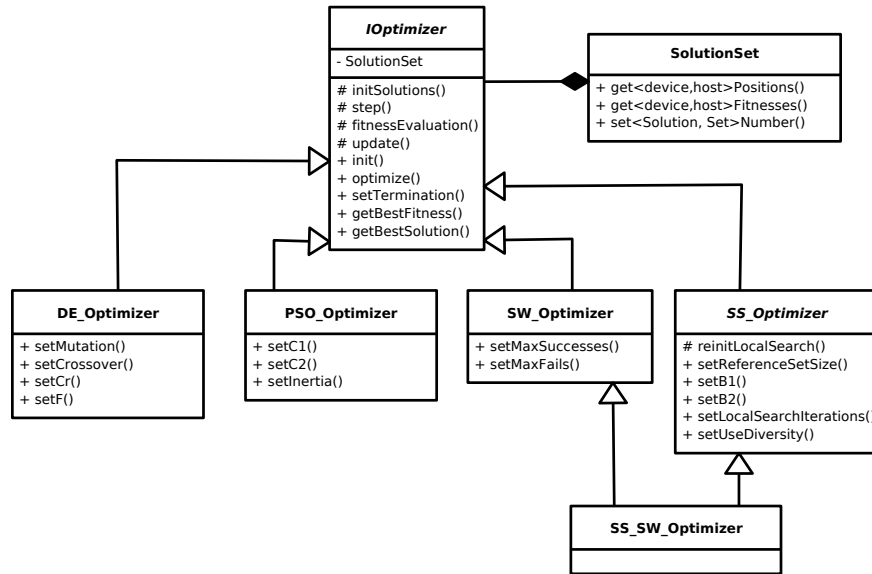 IOptimizer
- SolutionSet
# initSolutions()
# step()
# fitnessEvaluation()
# update()
+ init()
+ optimize()
+ setTermination()
+ getBestFitness()
+ getBestSolution()
SolutionSet
+ get<device,host>Positions()
+ get<device,host>Fitnesses()
+ set<Solution, Set>Number()
DE_Optimizer
+ setMutation()
+ setCrossover()
+ setCr()
+ setF()
PSO_Optimizer
+ setC1()
+ setC2()
+ setInertia()
SW_Optimizer
+ setMaxSuccesses()
+ setMaxFails()
SS_Optimizer
# reinitLocalSearch()
+ setReferenceSetSize()
+ setB1()
+ setB2()
+ setLocalSearchIterations()
+ setUseDiversity()
SS_SW_Optimizer